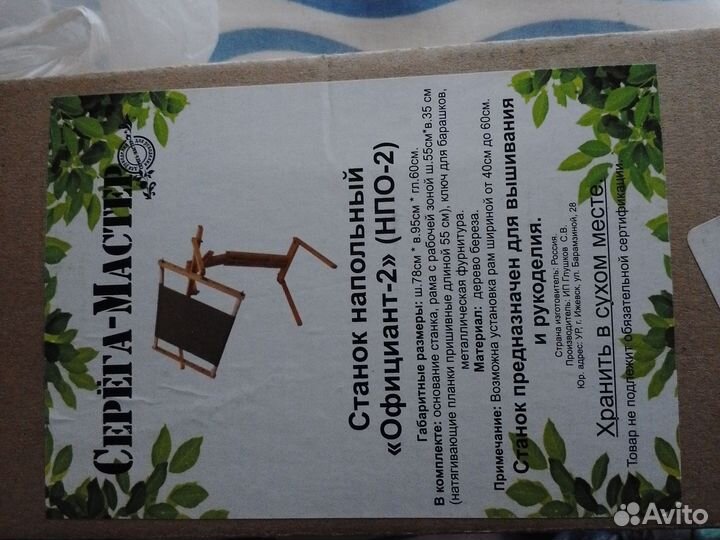 СЕРЁГА-МАСТЕР
Станок напольный
«Официант-2» (НПО-2)
Габаритные размеры: ш.78см * в.95см * гл.60см.
В комплекте: основание станка, рама с рабочей зоной ш.55см*в.35 см
(натягивающие планки пришивные длиной 55 см), ключ для барашков,
металлическая фурнитура.
Материал: дерево береза.
Примечание: Возможна установка рам шириной от 40см до 60см.
Станок предназначен для вышивания
и рукоделия.
Страна изготовитель: Россия.
Производитель: ИП Глушков С.В.
Юр. адрес: УР, г. Ижевск, ул. Барамзиной, 28
Хранить в сухом месте.
Товар не подлежит обязательной сертификации.
Avito